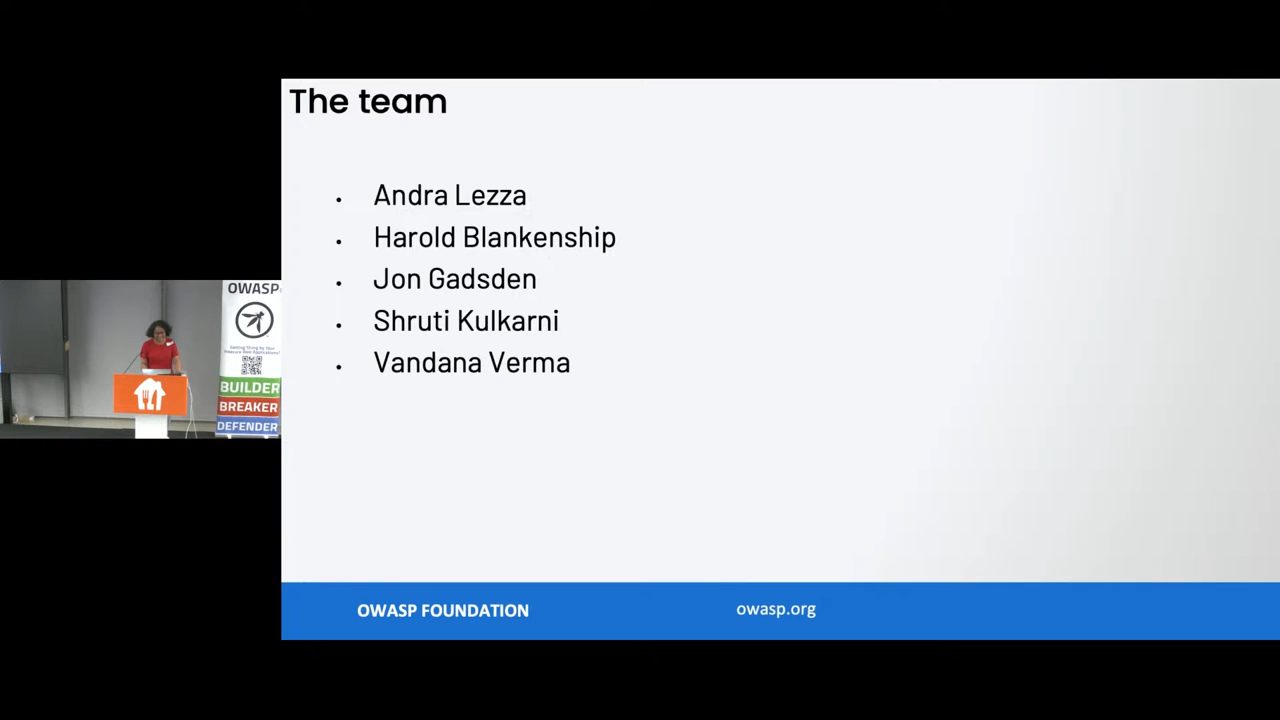 The team
Andra Lezza
Harold Blankenship
Jon Gadsden
Shruti Kulkarni
Vandana Verma
OWASP
BUILDER
BREAKER
DEFENDER
OWASP FOUNDATION
owasp.org